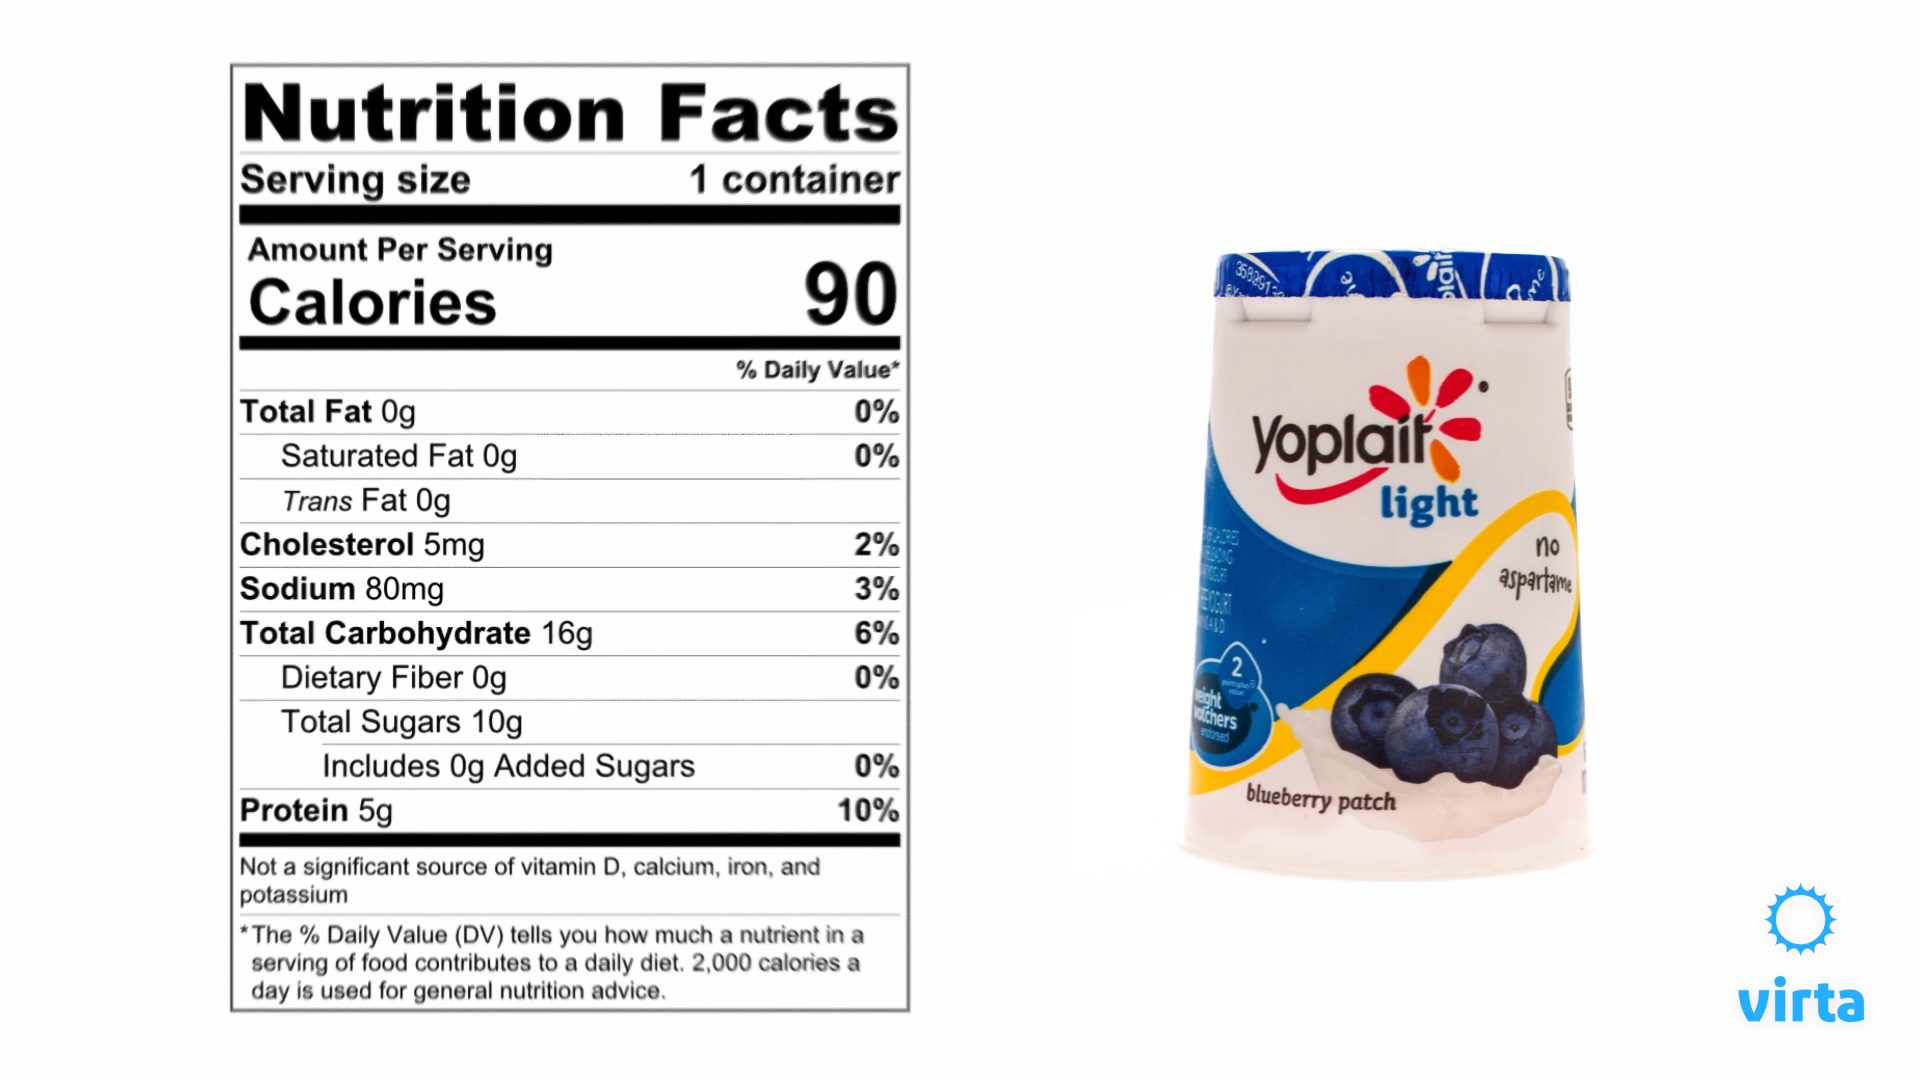 Nutrition Facts
Serving size 1 container
Amount Per Serving
Calories 90
% Daily Value*
Total Fat 0g 0%
Saturated Fat 0g 0%
Trans Fat 0g
Cholesterol 5mg 2%
Sodium 80mg 3%
Total Carbohydrate 16g 6%
Dietary Fiber 0g 0%
Total Sugars 10g
Includes 0g Added Sugars 0%
Protein 5g 10%
Not a significant source of vitamin D, calcium, iron, and
potassium
*The % Daily Value (DV) tells you how much a nutrient in a
serving of food contributes to a daily diet. 2,000 calories a
day is used for general nutrition advice.
yoplait
light
no
aspartame
2
weight
watchers
endorsed
blueberry patch
virta